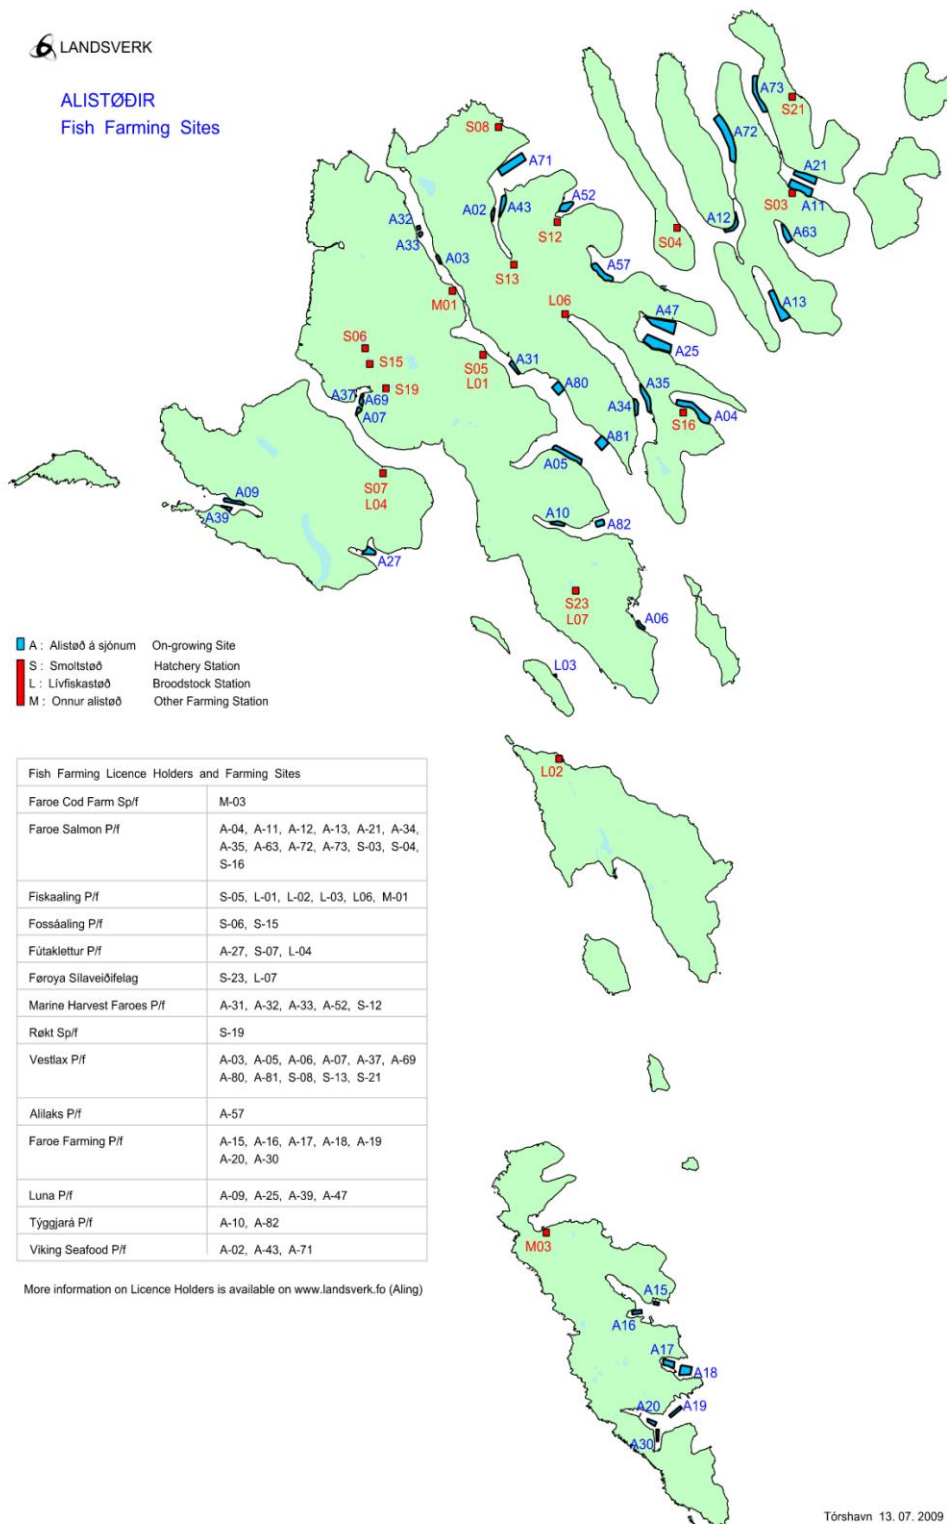 LANDSVERK
ALISTØÐIR
Fish Farming Sites
S08
A71
A73
S21
A72
A21
A52
A02
A43
S03
A11
A32
S12
A12
A63
A33
S04
A03
S13
A57
M01
L06
A13
A47
S06
S15
S05
L01
A31
A25
A37
S19
A69
A80
A35
A07
A34
S16
A04
A81
A05
S07
L04
A09
A39
A10
A82
A27
S23
L07
A06
A : Alistøð á sjónum On-growing Site
S : Smoltstøð Hatchery Station
L : Lívfiskastøð Broodstock Station
M : Onnur alistøð Other Farming Station
L03
L02
Fish Farming Licence Holders and Farming Sites
Faroe Cod Farm Sp/f M-03
Faroe Salmon P/f A-04, A-11, A-12, A-13, A-21, A-34,
A-35, A-63, A-72, A-73, S-03, S-04,
S-16
Fiskaaling P/f S-05, L-01, L-02, L-03, L06, M-01
Fossáaling P/f S-06, S-15
Fútaklettur P/f A-27, S-07, L-04
Føroya Sílaveiðifelag S-23, L-07
Marine Harvest Faroes P/f A-31, A-32, A-33, A-52, S-12
Røkt Sp/f S-19
Vestlax P/f A-03, A-05, A-06, A-07, A-37, A-69
A-80, A-81, S-08, S-13, S-21
Alilaks P/f A-57
Faroe Farming P/f A-15, A-16, A-17, A-18, A-19
A-20, A-30
Luna P/f A-09, A-25, A-39, A-47
Týggjará P/f A-10, A-82
Viking Seafood P/f A-02, A-43, A-71
More information on Licence Holders is available on www.landsverk.fo (Aling)
M03
A15
A16
A17
A18
A20
A19
A30
Tórshavn 13. 07. 2009